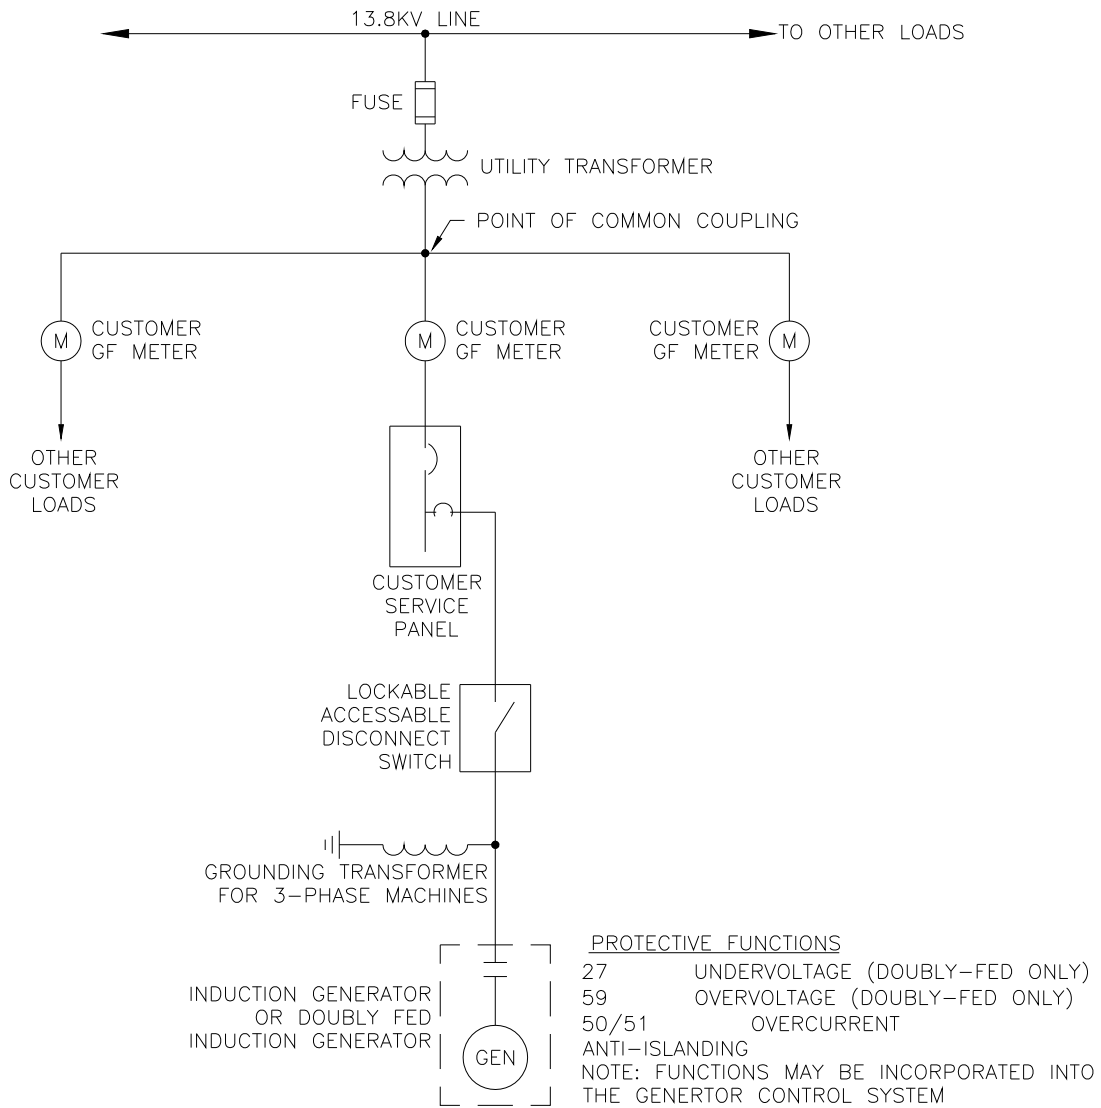 13.8KV LINE
TO OTHER LOADS
FUSE
UTILITY TRANSFORMER
POINT OF COMMON COUPLING
M
CUSTOMER
GF METER
M
CUSTOMER
GF METER
CUSTOMER
GF METER
M
OTHER
CUSTOMER
LOADS
OTHER
CUSTOMER
LOADS
CUSTOMER
SERVICE
PANEL
LOCKABLE
ACCESSABLE
DISCONNECT
SWITCH
GROUNDING TRANSFORMER
FOR 3-PHASE MACHINES
INDUCTION GENERATOR
OR DOUBLY FED
INDUCTION GENERATOR
GEN
PROTECTIVE FUNCTIONS
27 UNDERVOLTAGE (DOUBLY-FED ONLY)
59 OVERVOLTAGE (DOUBLY-FED ONLY)
50/51 OVERCURRENT
ANTI-ISLANDING
NOTE: FUNCTIONS MAY BE INCORPORATED INTO
THE GENERTOR CONTROL SYSTEM